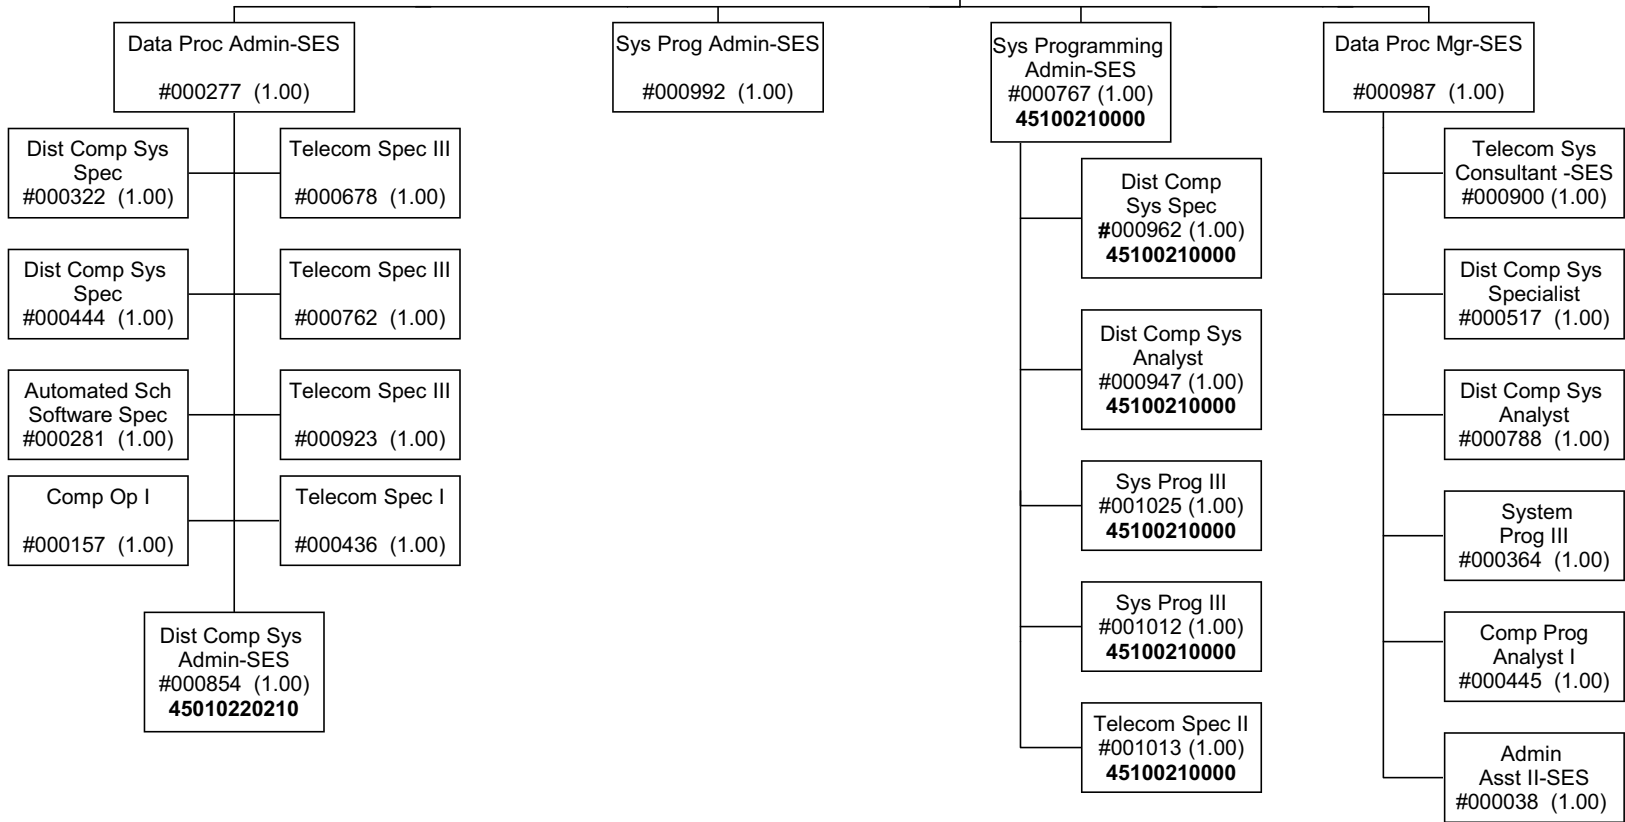 Data Proc Admin-SES
#000277 (1.00)
Sys Prog Admin-SES
#000992 (1.00)
Sys Programming
Admin-SES
#000767 (1.00)
45100210000
Data Proc Mgr-SES
#000987 (1.00)
Dist Comp Sys
Spec
#000322 (1.00)
Telecom Spec III
#000678 (1.00)
Dist Comp Sys
Spec
#000444 (1.00)
Telecom Spec III
#000762 (1.00)
Automated Sch
Software Spec
#000281 (1.00)
Telecom Spec III
#000923 (1.00)
Comp Op I
#000157 (1.00)
Telecom Spec I
#000436 (1.00)
Dist Comp Sys
Admin-SES
#000854 (1.00)
45010220210
Dist Comp
Sys Spec
#000962 (1.00)
45100210000
Dist Comp Sys
Analyst
#000947 (1.00)
45100210000
Sys Prog III
#001025 (1.00)
45100210000
Sys Prog III
#001012 (1.00)
45100210000
Telecom Spec II
#001013 (1.00)
45100210000
Telecom Sys
Consultant -SES
#000900 (1.00)
Dist Comp Sys
Specialist
#000517 (1.00)
Dist Comp Sys
Analyst
#000788 (1.00)
System
Prog III
#000364 (1.00)
Comp Prog
Analyst I
#000445 (1.00)
Admin
Asst II-SES
#000038 (1.00)